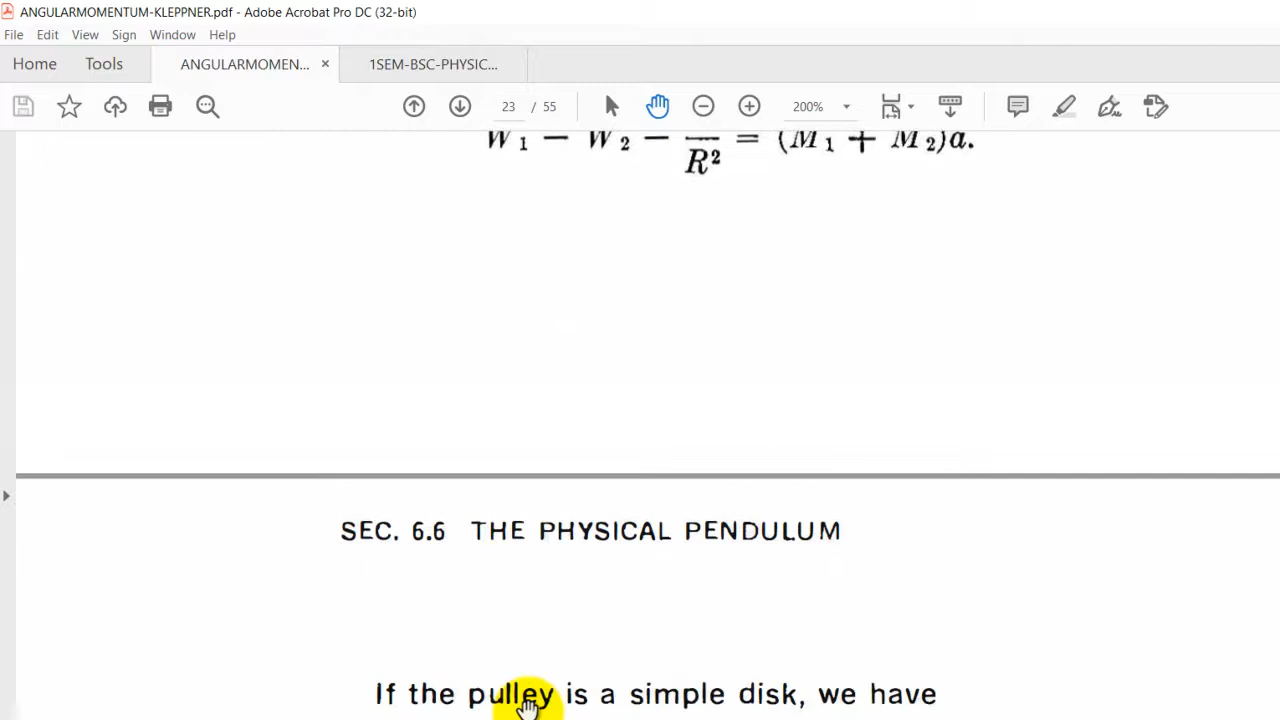 ANGULARMOMENTUM-KLEPPNER.pdf - Adobe Acrobat Pro DC (32-bit)
File Edit View Sign Window Help
Home Tools ANGULARMOMEN... × 1SEM-BSC-PHYSIC...
23 / 55 200%
W₁ − W₂ − — = (M₁ + M₂)a.
R²
SEC. 6.6 THE PHYSICAL PENDULUM
If the pulley is a simple disk, we have